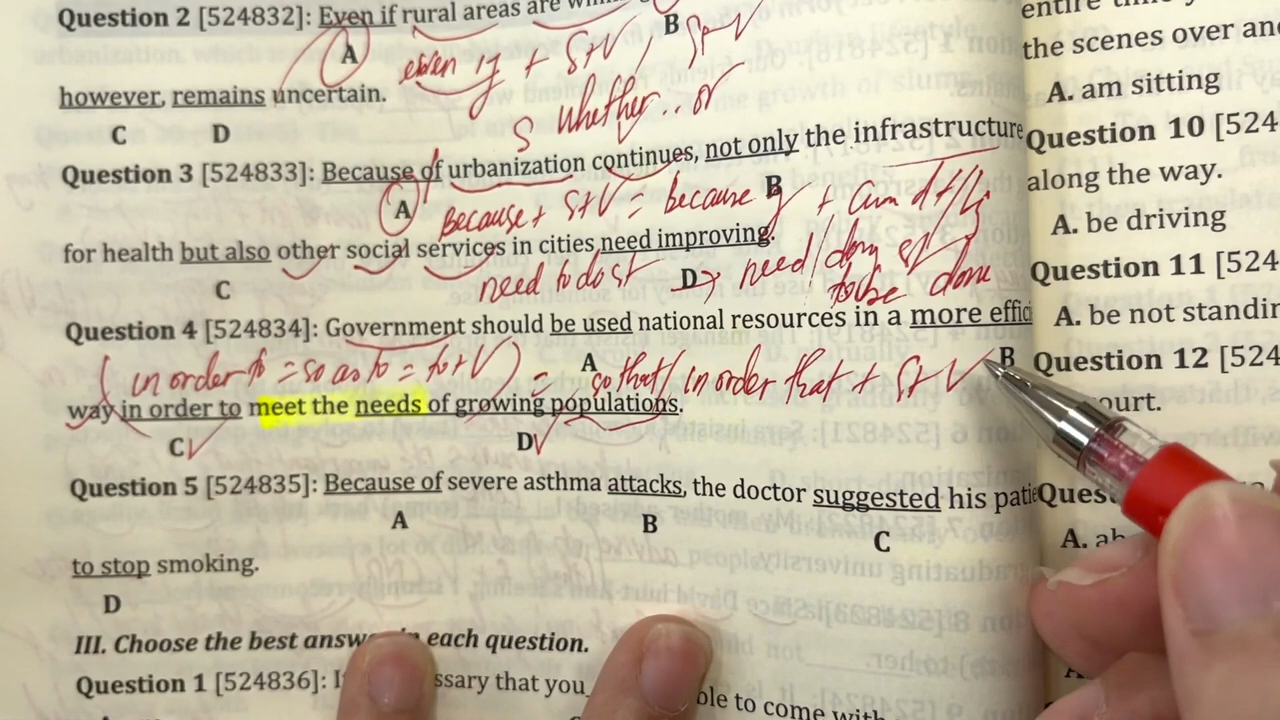 Question 2 [524832]: Even if rural areas are
B
A
even if + S+V, S+V
however, remains uncertain.
C D
S whether...or
Question 3 [524833]: Because of urbanization continues, not only the infrastructure
A
B
Because + S+V = because of + cụm dt/
for health but also other social services in cities need improving.
C
need to do st
D → need doing st
to be done
Question 4 [524834]: Government should be used national resources in a more effici
A
B
(in order to = so as to = to+V) = so that/ in order that + S+V
way in order to meet the needs of growing populations.
C D
Question 5 [524835]: Because of severe asthma attacks, the doctor suggested his patie
A B C
to stop smoking.
D
III. Choose the best answer in each question.
Question 1 [524836]: ssary that you ble to come with
the scenes over and
A. am sitting
Question 10 [524
along the way.
A. be driving
Question 11 [524
A. be not standin
Question 12 [524
ourt.
Ques
A. ab